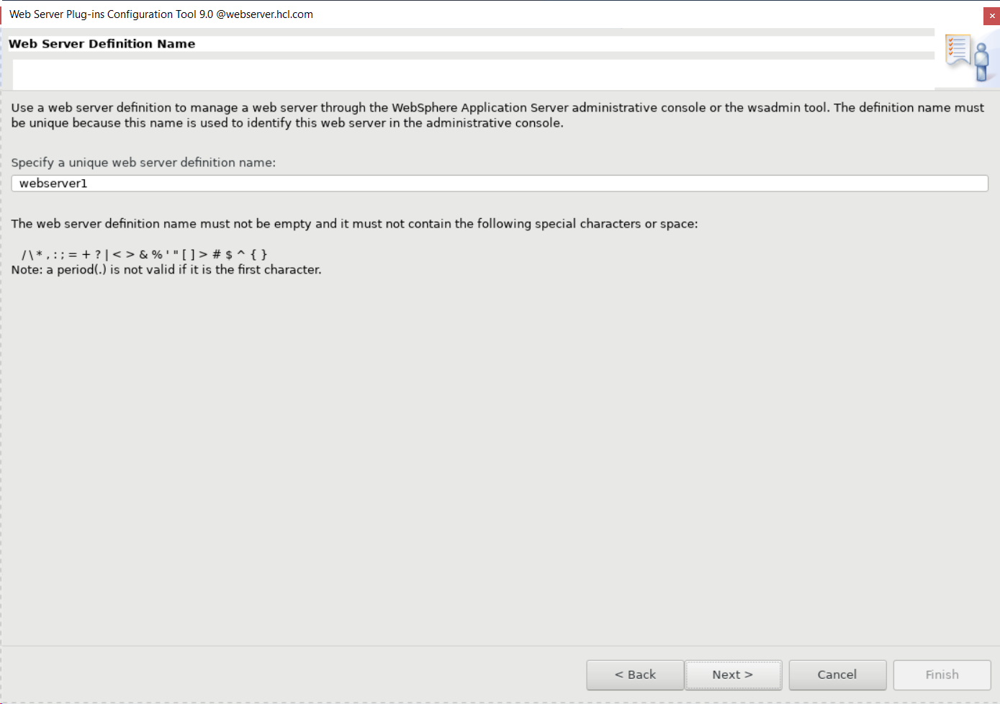 Web Server Plug-ins Configuration Tool 9.0 @webserver.hcl.com
Web Server Definition Name
Use a web server definition to manage a web server through the WebSphere Application Server administrative console or the wsadmin tool. The definition name must
be unique because this name is used to identify this web server in the administrative console.
Specify a unique web server definition name:
webserver1
The web server definition name must not be empty and it must not contain the following special characters or space:
/ \ * , : ; = + ? | < > & % ' " [ ] > # $ ^ { }
Note: a period(.) is not valid if it is the first character.
< Back Next > Cancel Finish